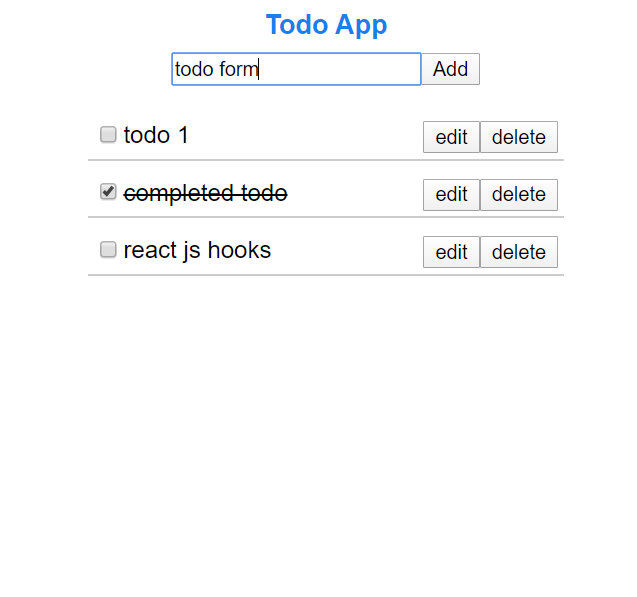 Todo App
todo form Add
todo 1 edit delete
completed todo edit delete
react js hooks edit delete